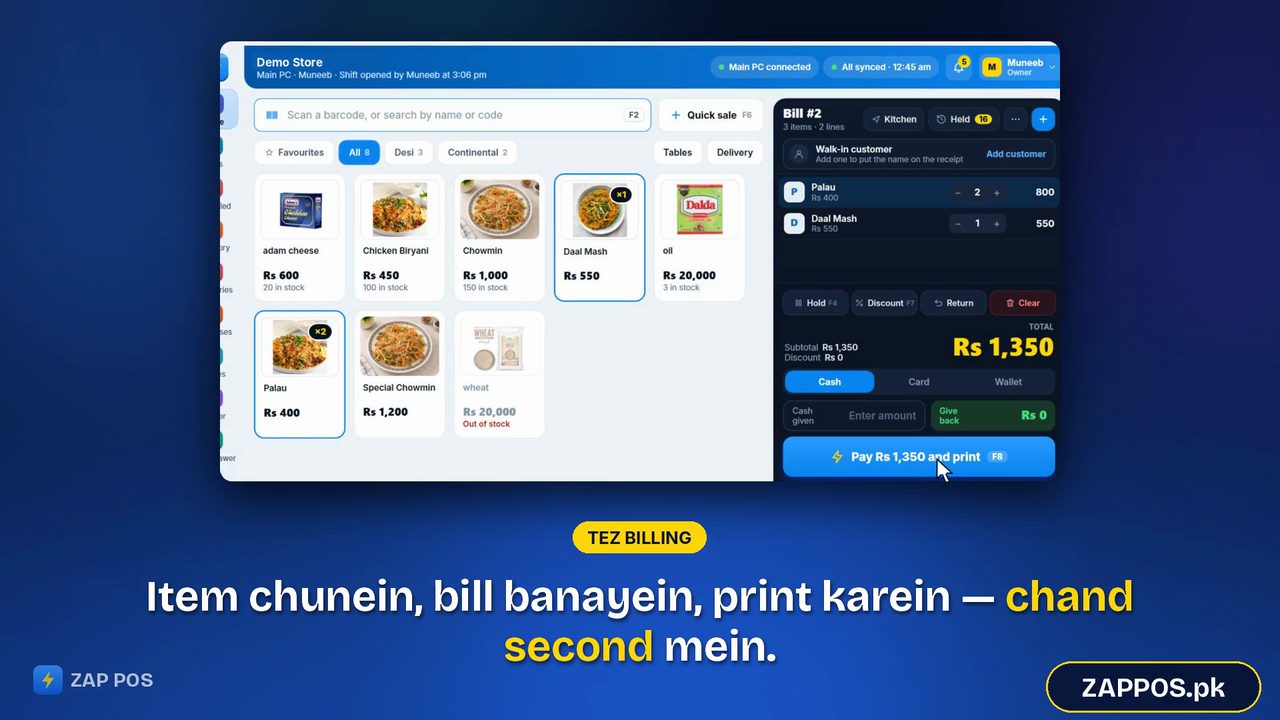 Demo Store
Main PC · Muneeb · Shift opened by Muneeb at 3:06 pm
Main PC connected
All synced · 12:45 am
5
M
Muneeb
Owner
Scan a barcode, or search by name or code
F2
+ Quick sale F6
Favourites
All 8
Desi 3
Continental 2
Tables
Delivery
adam cheese
Rs 600
20 in stock
Chicken Biryani
Rs 450
100 in stock
Chowmin
Rs 1,000
150 in stock
×1
Daal Mash
Rs 550
Dalda
oil
Rs 20,000
3 in stock
×2
Palau
Rs 400
Special Chowmin
Rs 1,200
WHEAT
wheat
Rs 20,000
Out of stock
Bill #2
3 items · 2 lines
Kitchen
Held 16
...
+
Walk-in customer
Add one to put the name on the receipt
Add customer
P
Palau
Rs 400
− 2 +
800
D
Daal Mash
Rs 550
− 1 +
550
Hold F4
Discount F7
Return
Clear
TOTAL
Subtotal Rs 1,350
Discount Rs 0
Rs 1,350
Cash
Card
Wallet
Cash given
Enter amount
Give back
Rs 0
Pay Rs 1,350 and print F8
TEZ BILLING
Item chunein, bill banayein, print karein — chand
second mein.
ZAP POS
ZAPPOS.pk